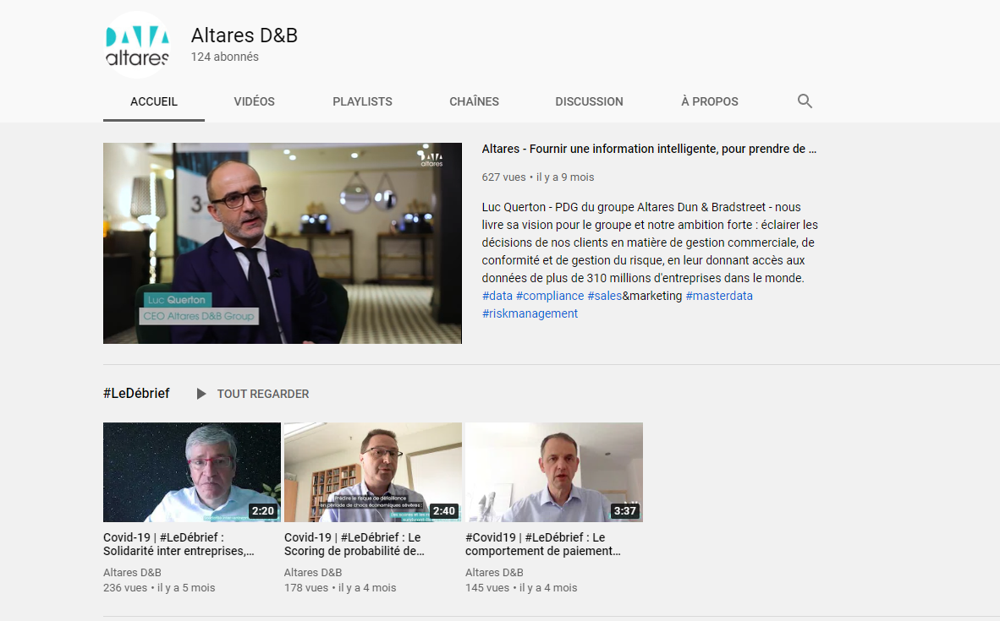 DATA
altares
Altares D&B
124 abonnés
ACCUEIL
VIDÉOS
PLAYLISTS
CHAÎNES
DISCUSSION
À PROPOS
DATA
altares
3
Luc Querton
CEO Altares D&B Group
Altares - Fournir une information intelligente, pour prendre de ...
627 vues • il y a 9 mois
Luc Querton - PDG du groupe Altares Dun & Bradstreet - nous
livre sa vision pour le groupe et notre ambition forte : éclairer les
décisions de nos clients en matière de gestion commerciale, de
conformité et de gestion du risque, en leur donnant accès aux
données de plus de 310 millions d'entreprises dans le monde.
#data #compliance #sales&marketing #masterdata
#riskmanagement
#LeDébrief
TOUT REGARDER
2:20
Prédire le risque de défaillance
en période de chocs économiques sévères :
2:40
3:37
Covid-19 | #LeDébrief :
Solidarité inter entreprises,...
Altares D&B
236 vues • il y a 5 mois
Covid-19 | #LeDébrief : Le
Scoring de probabilité de...
Altares D&B
178 vues • il y a 4 mois
#Covid19 | #LeDébrief : Le
comportement de paiement...
Altares D&B
145 vues • il y a 4 mois